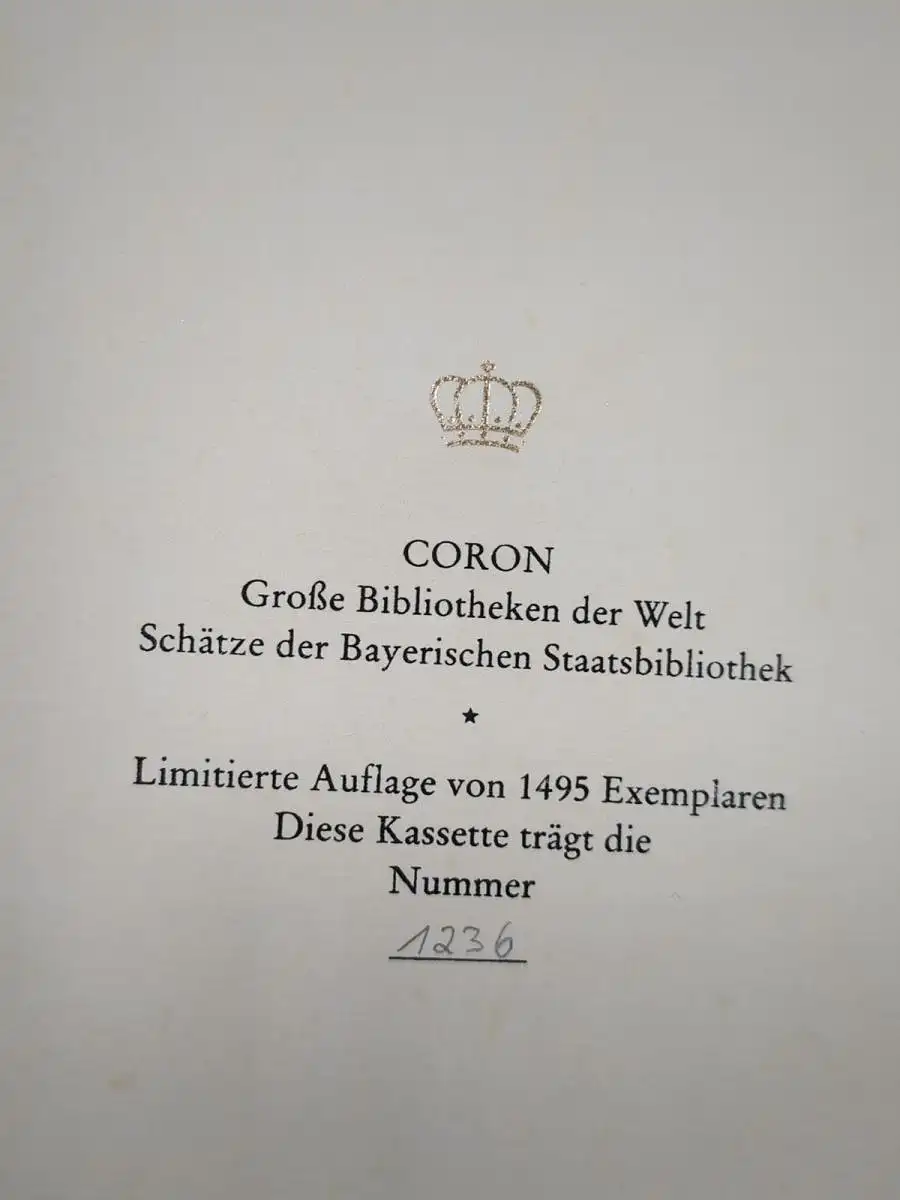 CORON
Große Bibliotheken der Welt
Schätze der Bayerischen Staatsbibliothek
★
Limitierte Auflage von 1495 Exemplaren
Diese Kassette trägt die
Nummer
1236